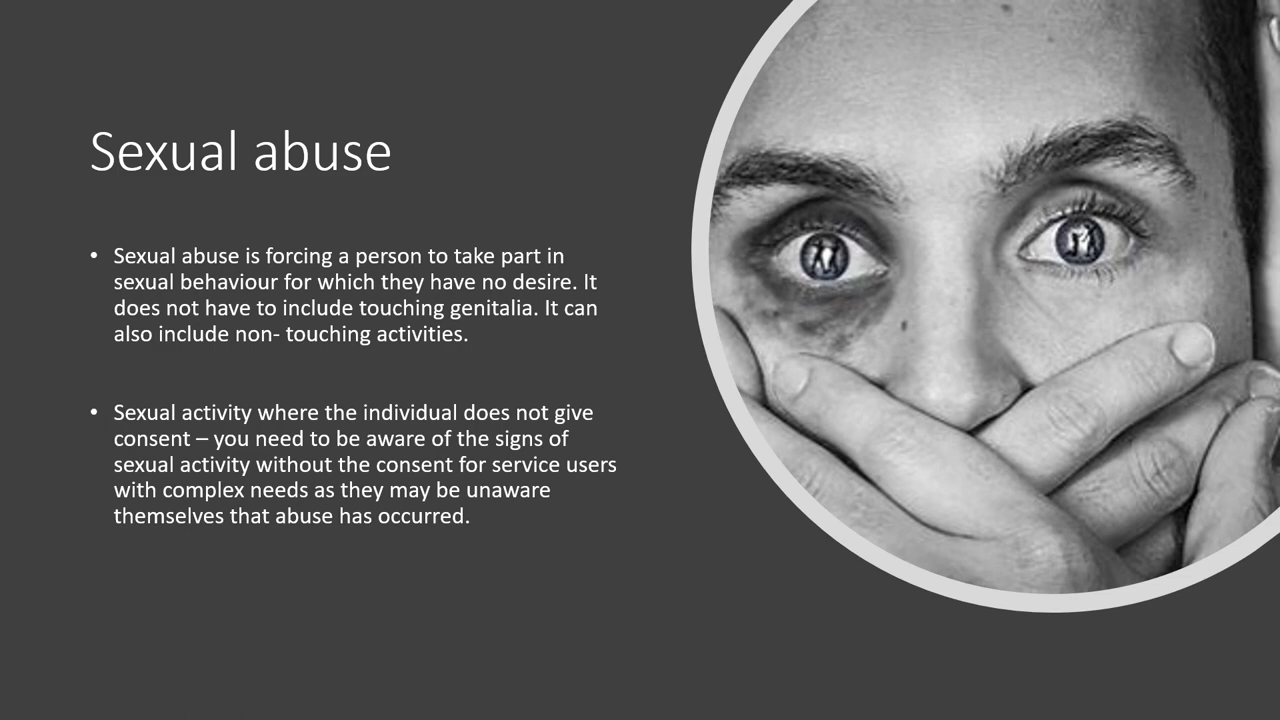 Sexual abuse
• Sexual abuse is forcing a person to take part in
sexual behaviour for which they have no desire. It
does not have to include touching genitalia. It can
also include non- touching activities.
• Sexual activity where the individual does not give
consent – you need to be aware of the signs of
sexual activity without the consent for service users
with complex needs as they may be unaware
themselves that abuse has occurred.